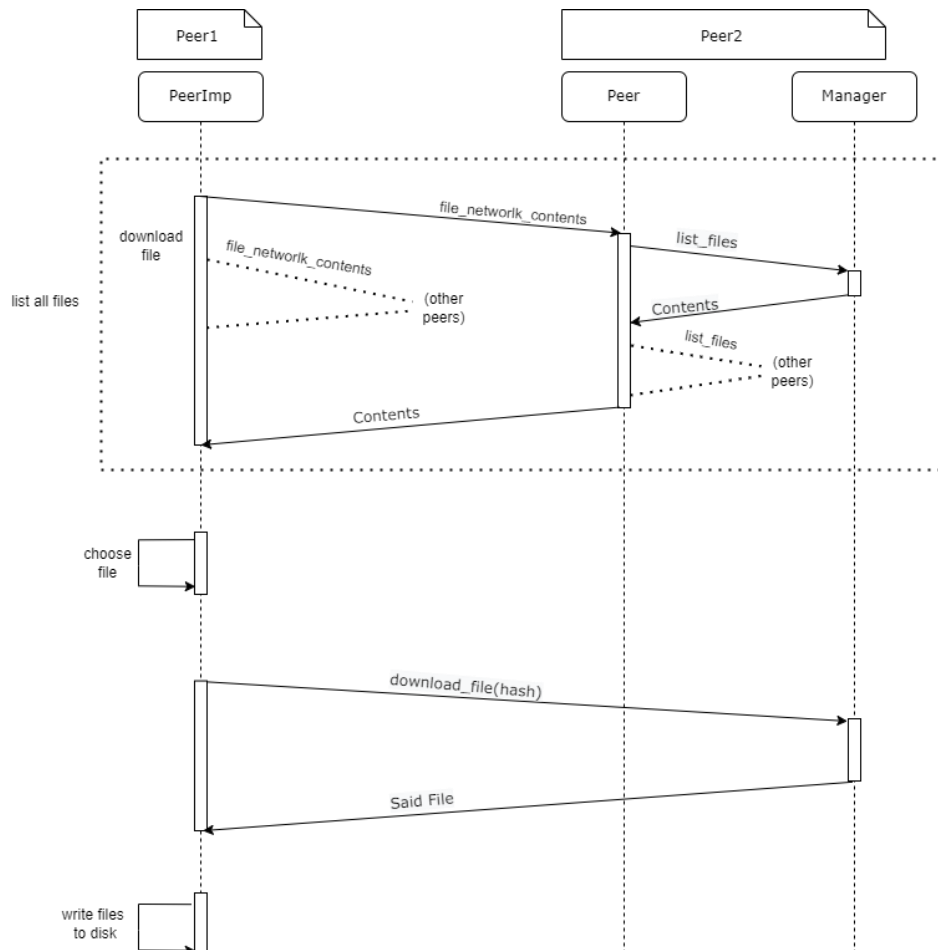 Peer1
Peer2
PeerImp
Peer
Manager
file_networlk_contents
list_files
download
file
file_networlk_contents
(other
peers)
list all files
Contents
list_files
(other
peers)
Contents
choose
file
download_file(hash)
Said File
write files
to disk